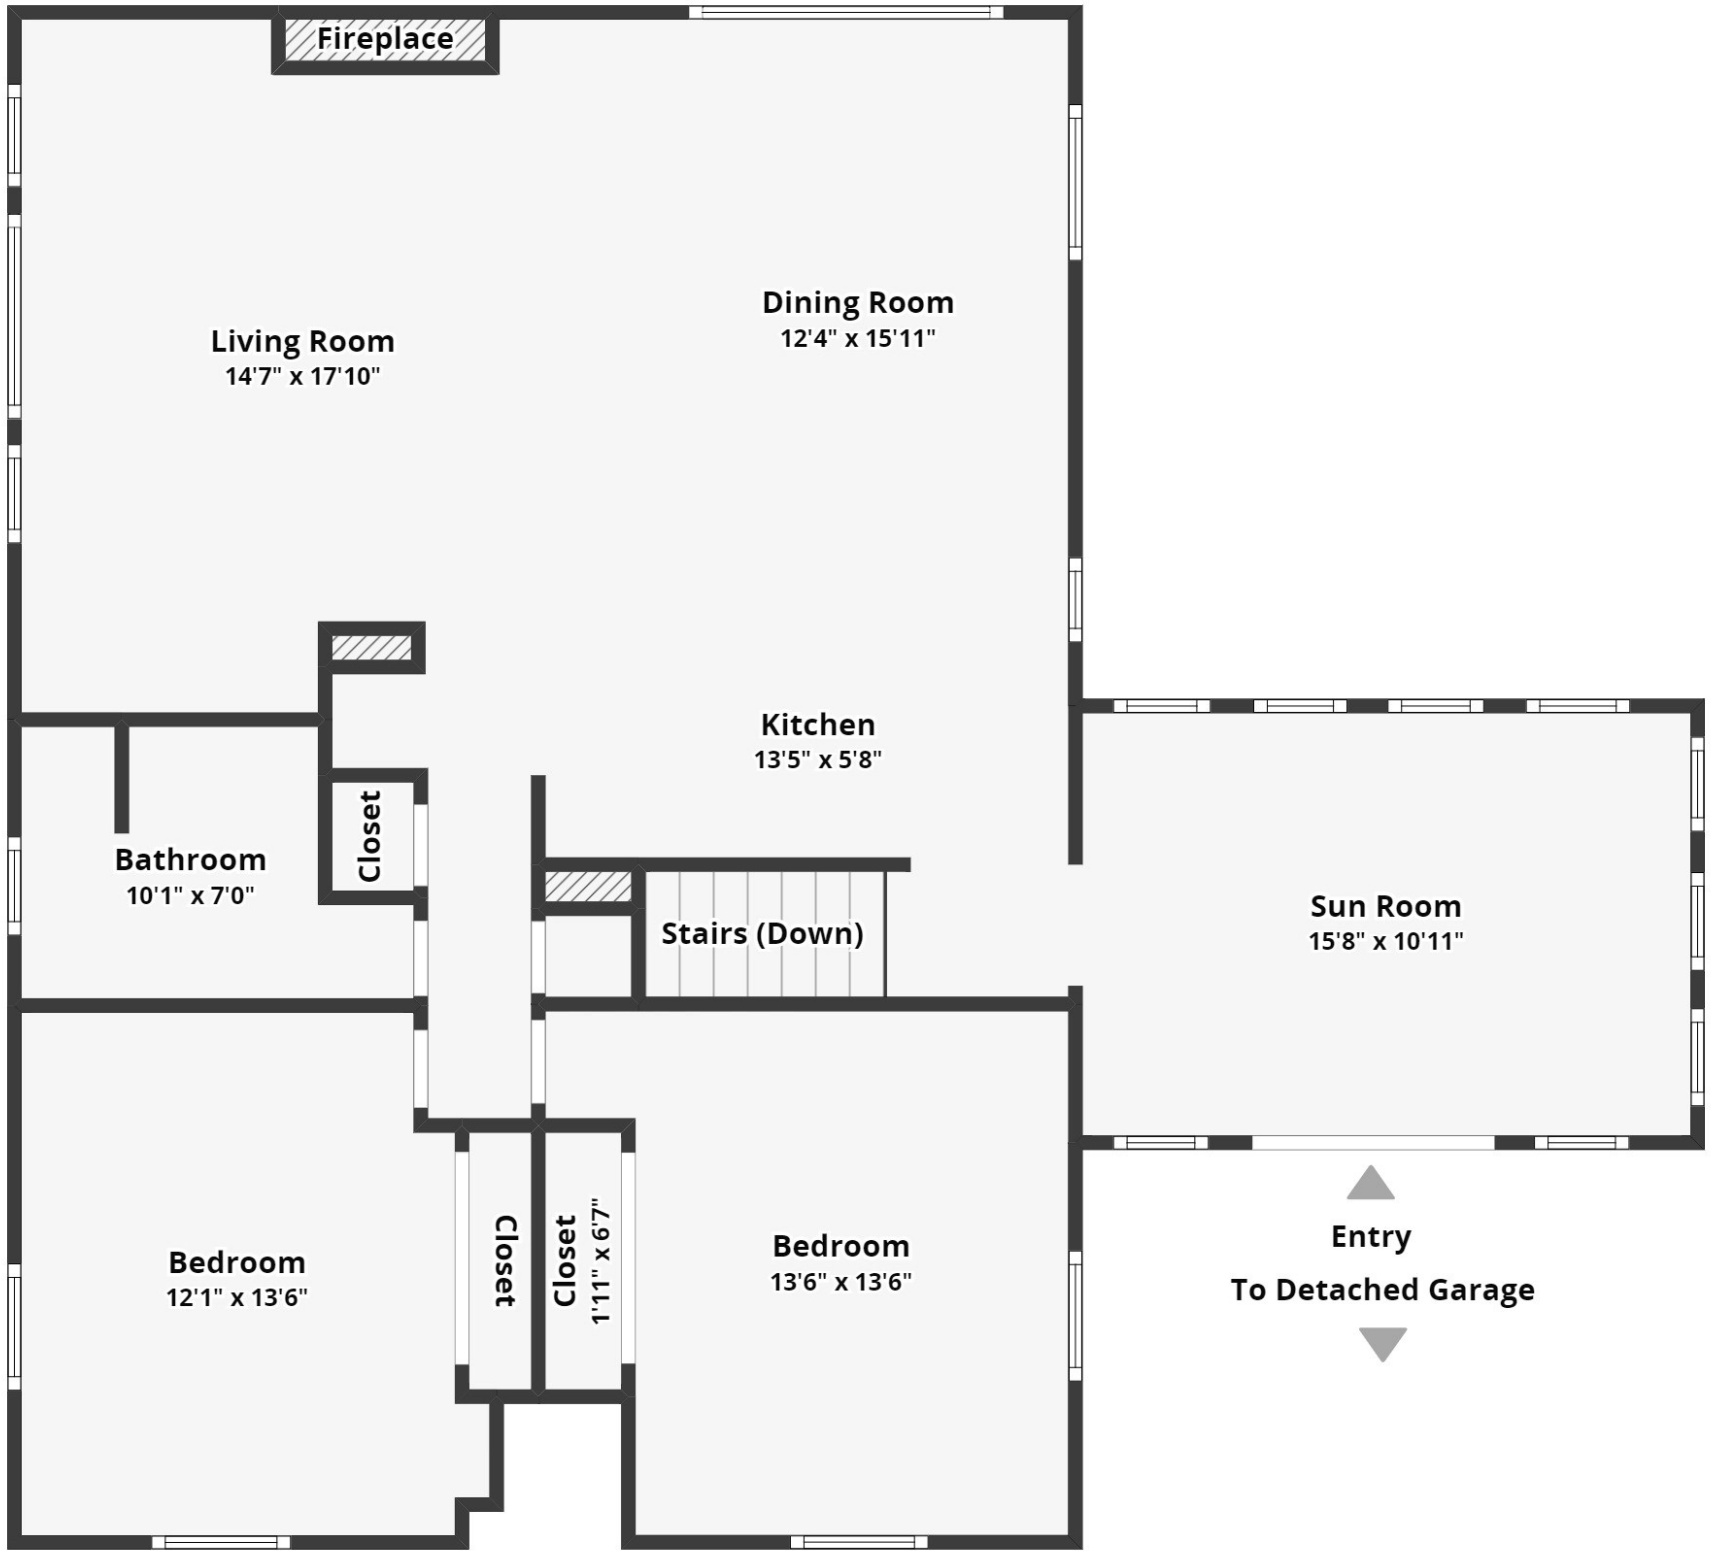 Fireplace
Living Room
14'7" x 17'10"
Dining Room
12'4" x 15'11"
Kitchen
13'5" x 5'8"
Closet
Bathroom
10'1" x 7'0"
Stairs (Down)
Sun Room
15'8" x 10'11"
Bedroom
12'1" x 13'6"
Closet
Closet
1'11" x 6'7"
Bedroom
13'6" x 13'6"
Entry
To Detached Garage